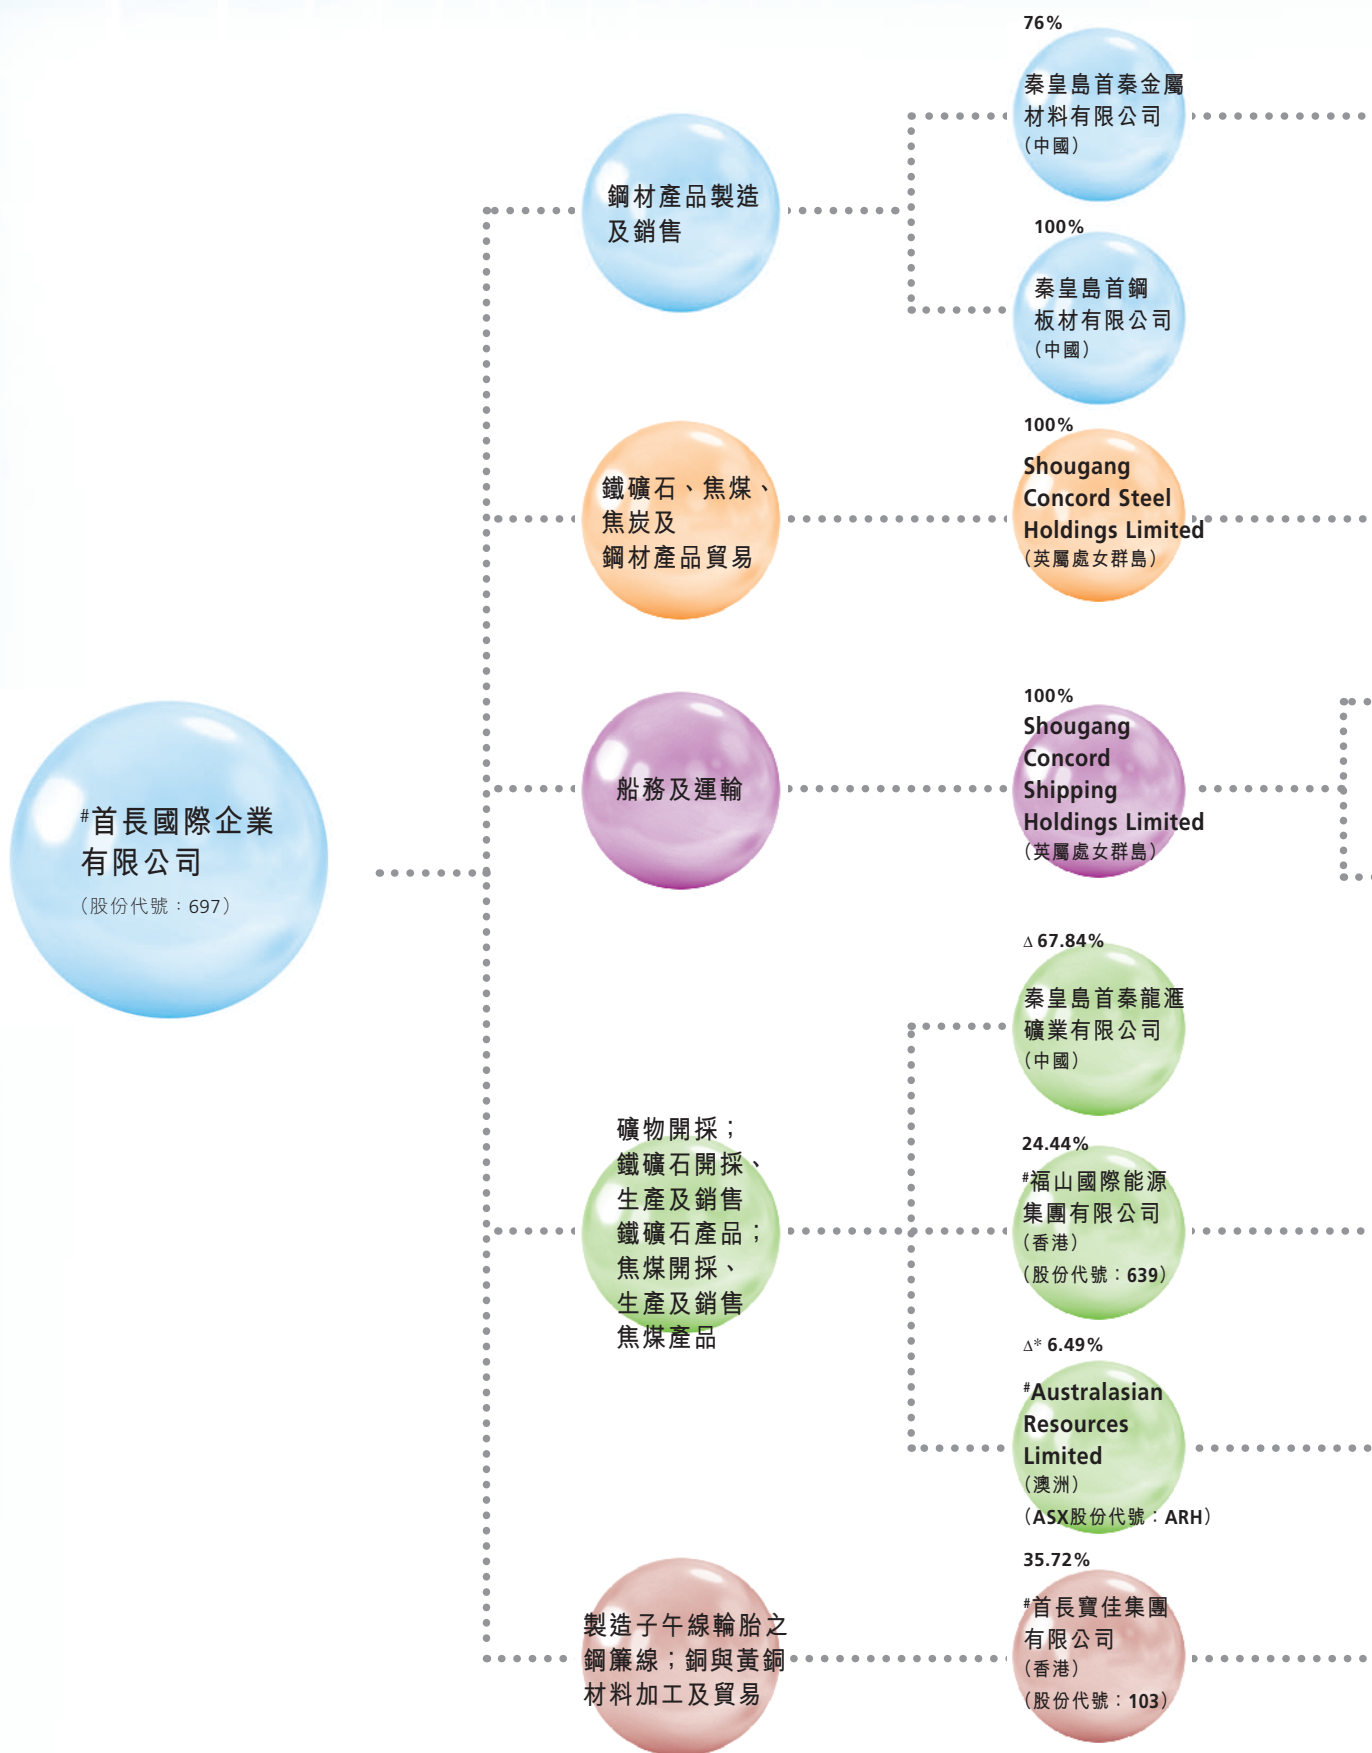 #首長國際企業
有限公司
（股份代號：697）
鋼材產品製造
及銷售
76%
秦皇島首秦金屬
材料有限公司
（中國）
100%
秦皇島首鋼
板材有限公司
（中國）
鐵礦石、焦煤、
焦炭及
鋼材產品貿易
100%
Shougang
Concord Steel
Holdings Limited
（英屬處女群島）
船務及運輸
100%
Shougang
Concord
Shipping
Holdings Limited
（英屬處女群島）
礦物開採；
鐵礦石開採、
生產及銷售
鐵礦石產品；
焦煤開採、
生產及銷售
焦煤產品
Δ 67.84%
秦皇島首秦龍滙
礦業有限公司
（中國）
24.44%
#福山國際能源
集團有限公司
（香港）
（股份代號：639）
Δ* 6.49%
#Australasian
Resources
Limited
（澳洲）
（ASX股份代號：ARH）
製造子午線輪胎之
鋼簾線；銅與黃銅
材料加工及貿易
35.72%
#首長寶佳集團
有限公司
（香港）
（股份代號：103）